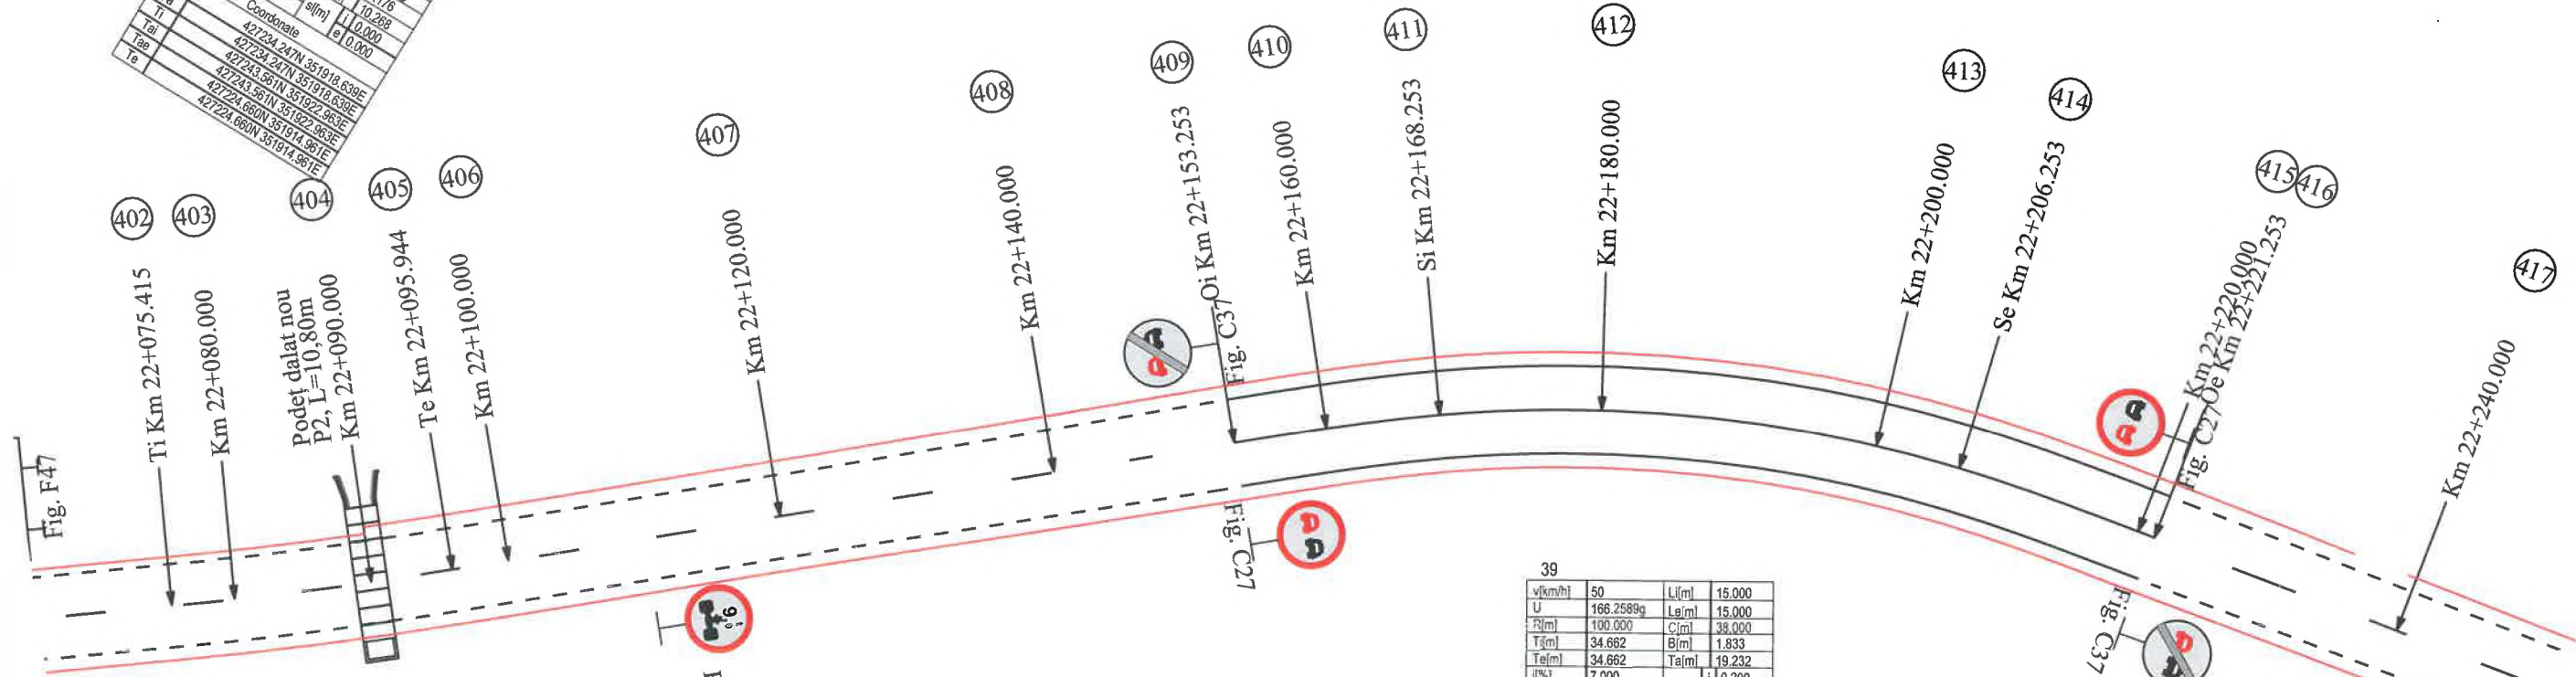 10.268
Coordonate
sî[m]
i 0.000
e 0.000
Ti 427234.247N 351918.639E
Tai 427234.247N 351918.639E
Tae 427243.561N 351922.963E
Te 427243.561N 351922.963E
427224.660N 351914.961E
427224.660N 351914.961E
402
403
404
405
406
407
408
409
410
411
412
413
414
415
416
417
Fig. F47
Ti Km 22+075.415
Km 22+080.000
Podeț dalat nou
P2, L=10,80m
Km 22+090.000
Te Km 22+095.944
Km 22+100.000
Km 22+120.000
Km 22+140.000
Oi Km 22+153.253
Fig. C37
Km 22+160.000
Si Km 22+168.253
Km 22+180.000
Km 22+200.000
Se Km 22+206.253
Km 22+220.000
Oe Km 22+221.253
Fig. C27
Km 22+240.000
Fig. C27
Fig. C37
39
v[km/h] 50 Li[m] 15.000
U 166.2589g Le[m] 15.000
R[m] 100.000 C[m] 38.000
Ti[m] 34.662 B[m] 1.833
Te[m] 34.662 Ta[m] 19.232
7.000